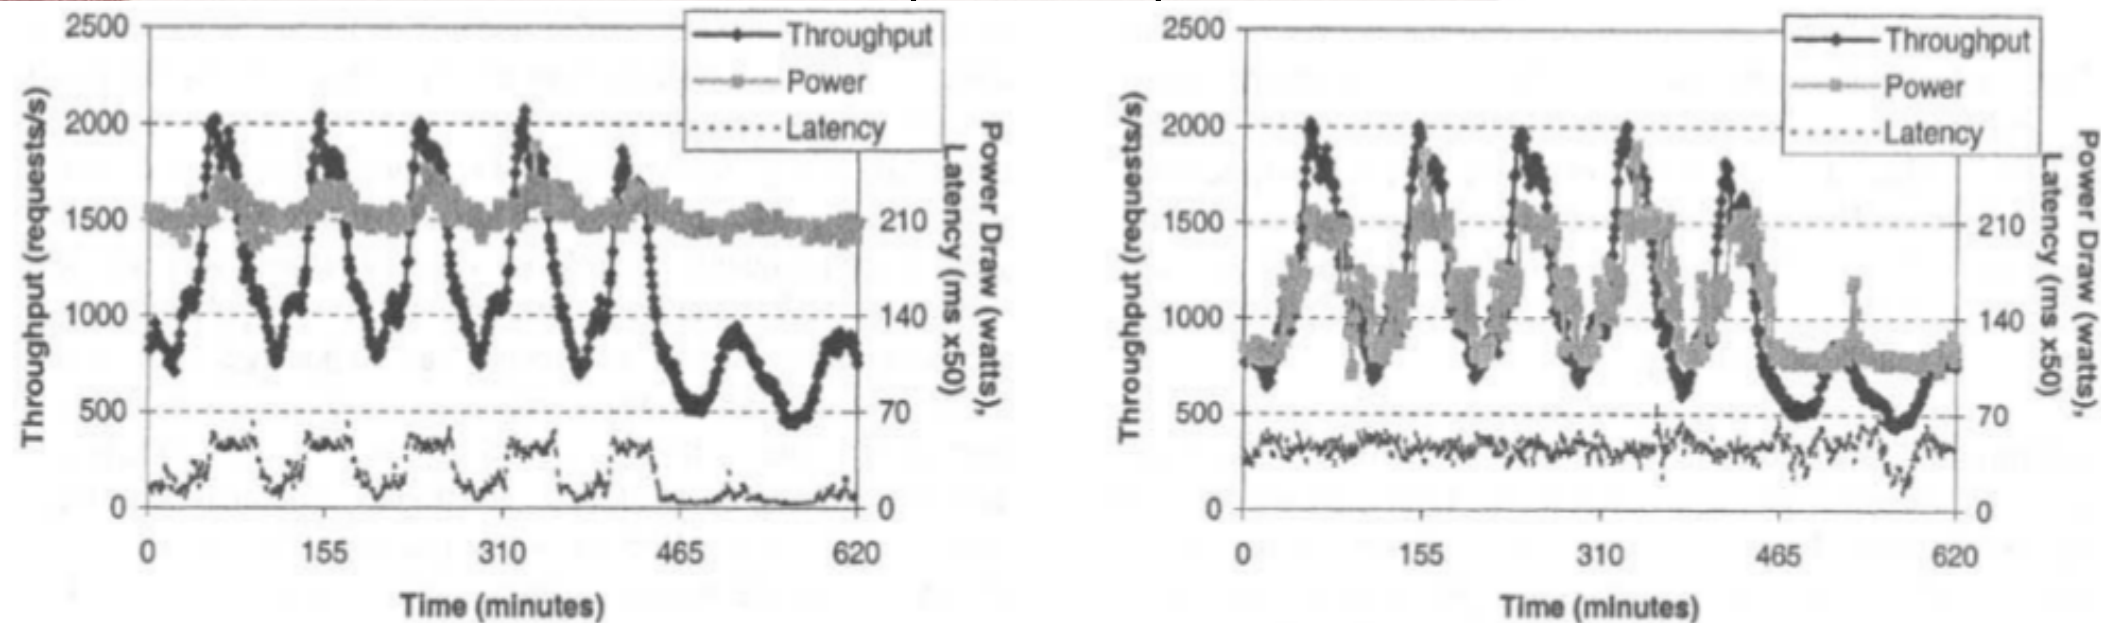 2500
2000
1500
1000
500
0
Throughput (requests/s)
Throughput
Power
Latency
210
140
70
0
Power Draw (watts),
Latency (ms x50)
0 155 310 465 620
Time (minutes)
2500
2000
1500
1000
500
0
Throughput (requests/s)
Throughput
Power
Latency
210
140
70
0
Power Draw (watts),
Latency (ms x50)
0 155 310 465 620
Time (minutes)